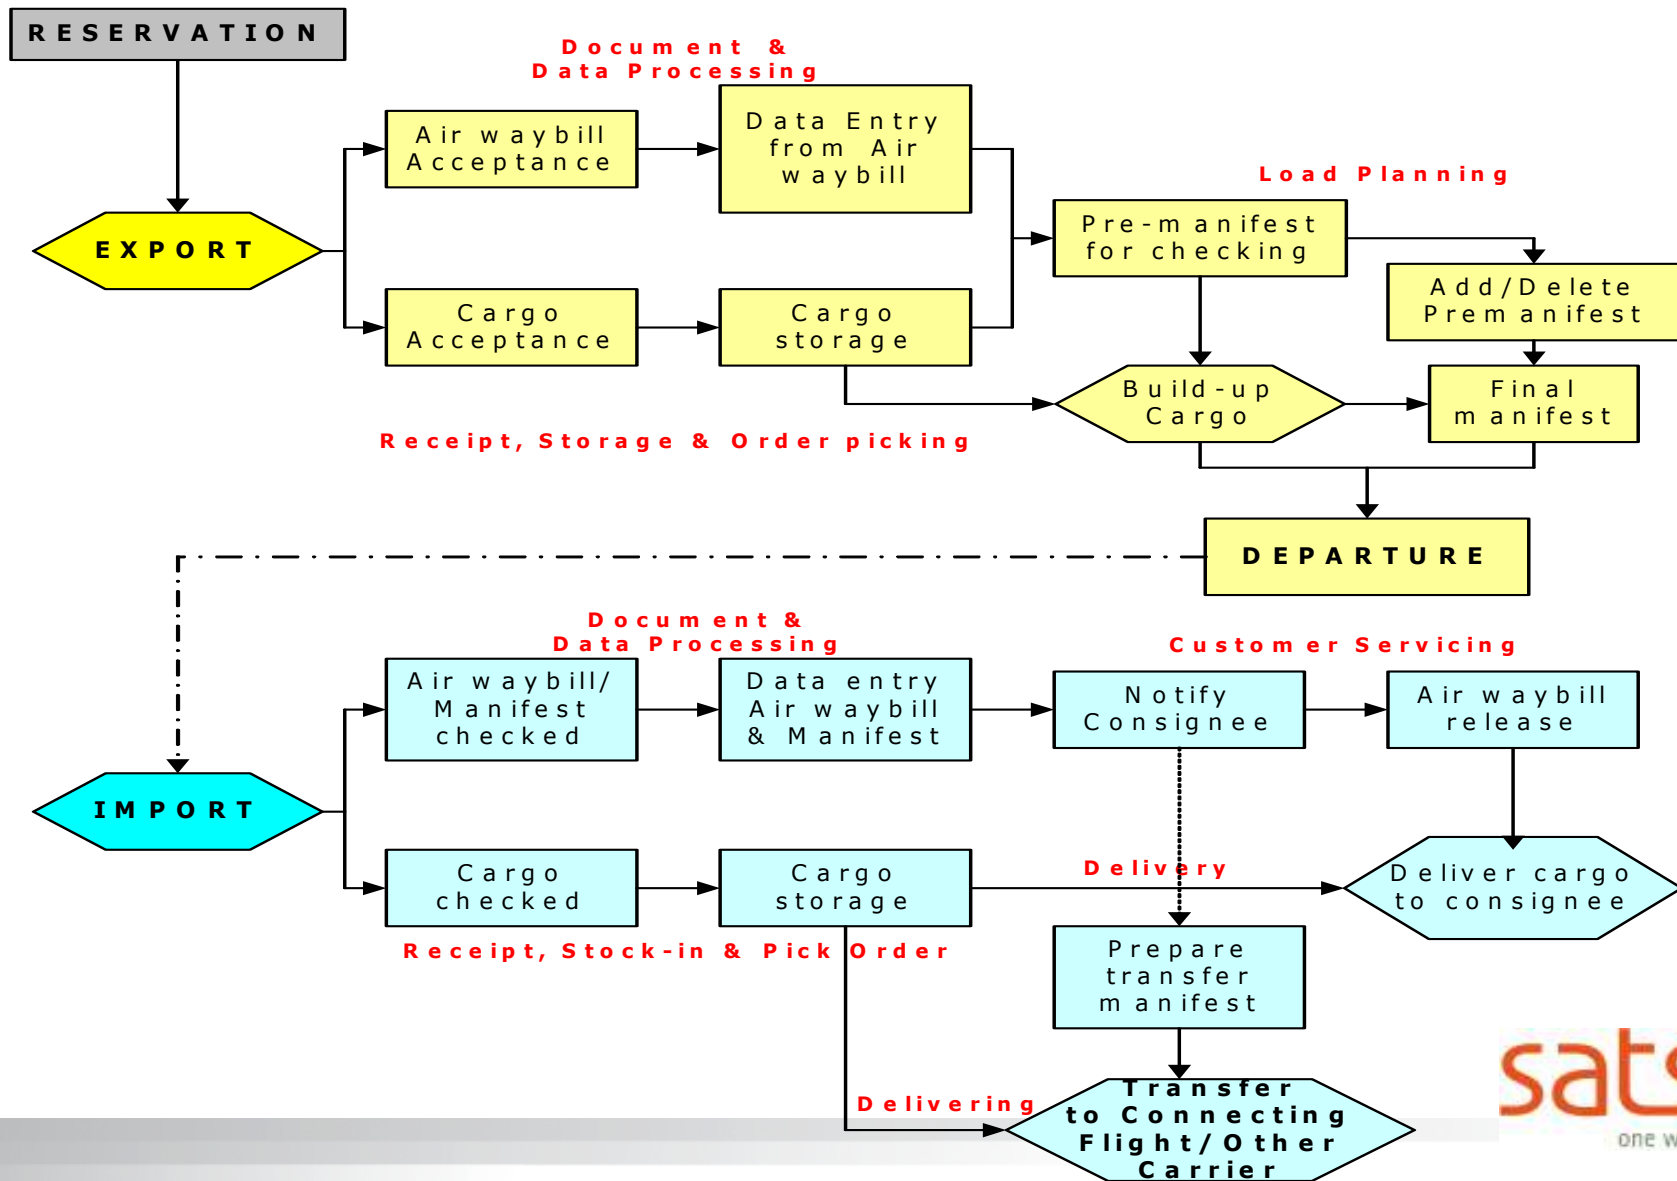 RESERVATION
Document &
Data Processing
Air waybill
Acceptance
Data Entry
from Air
waybill
Load Planning
EXPORT
Pre-manifest
for checking
Add/Delete
Premanifest
Cargo
Acceptance
Cargo
storage
Build-up
Cargo
Final
manifest
Receipt, Storage & Order picking
DEPARTURE
Document &
Data Processing
Customer Servicing
Air waybill/
Manifest
checked
Data entry
Air waybill
& Manifest
Notify
Consignee
Air waybill
release
IMPORT
Cargo
checked
Cargo
storage
Delivery
Deliver cargo
to consignee
Receipt, Stock-in & Pick Order
Prepare
transfer
manifest
Delivering
Transfer
to Connecting
Flight/Other
Carrier
sats
one w